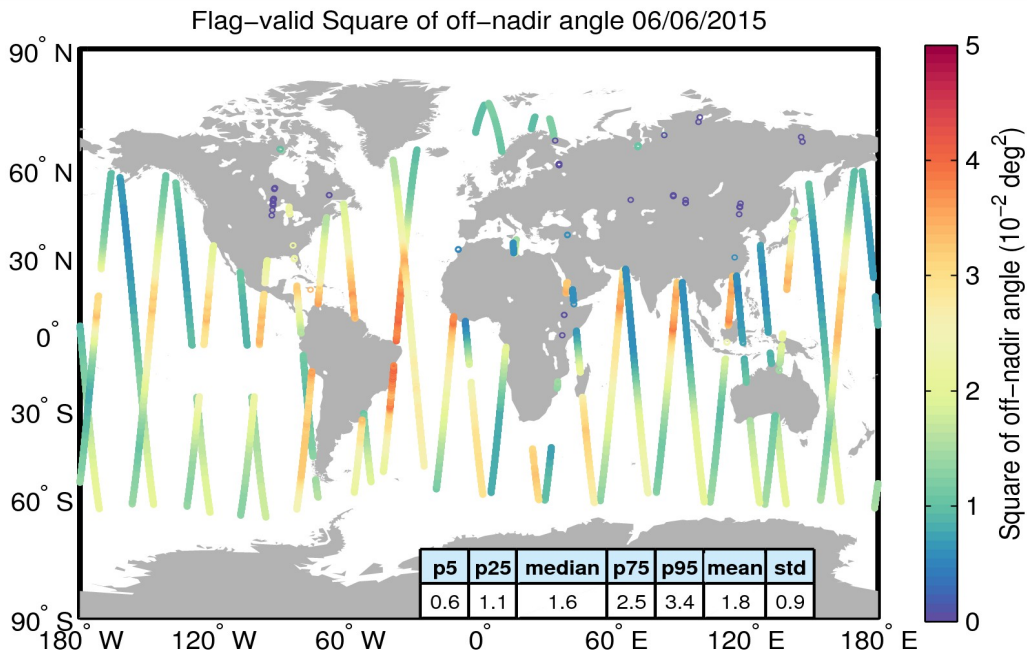 Flag−valid Square of off−nadir angle 06/06/2015
90° N
60° N
30° N
0°
30° S
60° S
90° S
180° W
120° W
60° W
0°
60° E
120° E
180° E
p5 p25 median p75 p95 mean std
0.6 1.1 1.6 2.5 3.4 1.8 0.9
5
4
3
2
1
0
Square of off−nadir angle (10⁻² deg²)